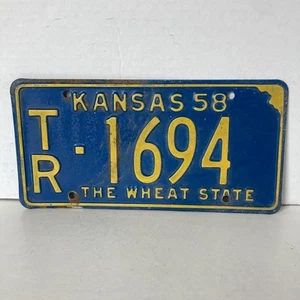 KANSAS 58
TR·1694
THE WHEAT STATE